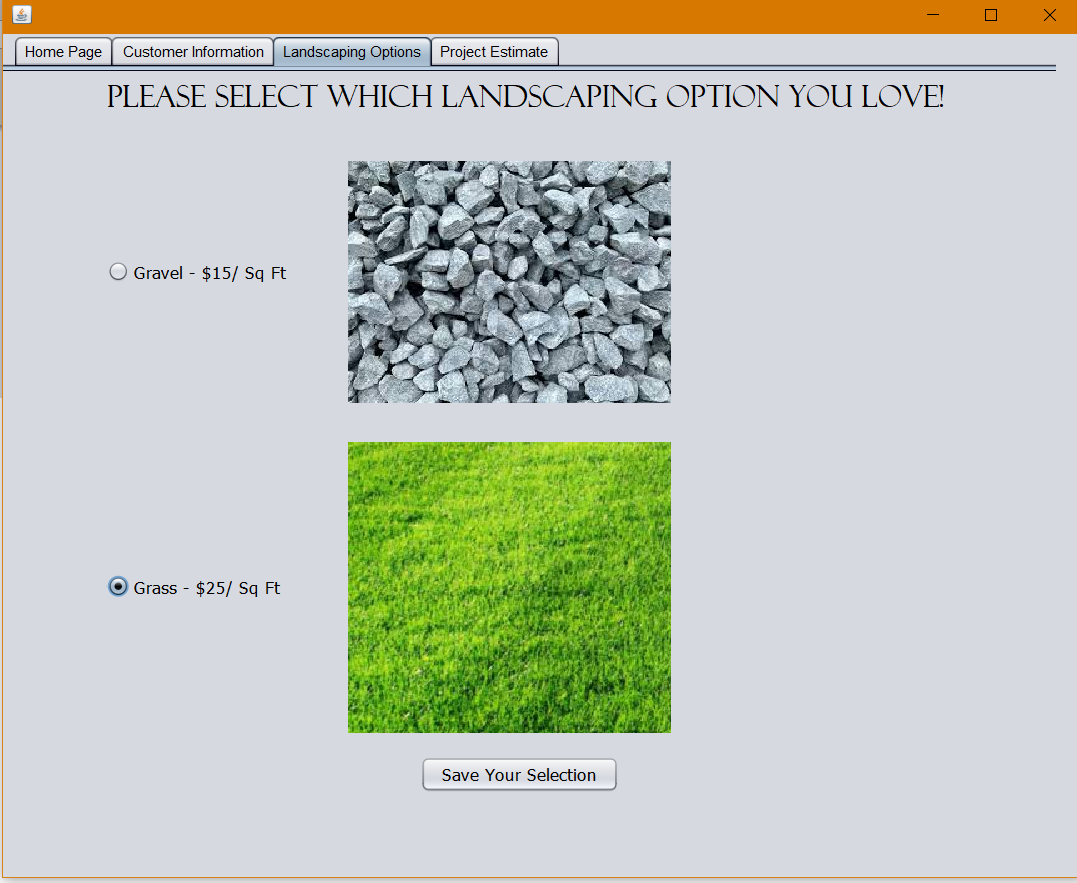 Home Page Customer Information Landscaping Options Project Estimate
PLEASE SELECT WHICH LANDSCAPING OPTION YOU LOVE!
Gravel - $15/ Sq Ft
Grass - $25/ Sq Ft
Save Your Selection